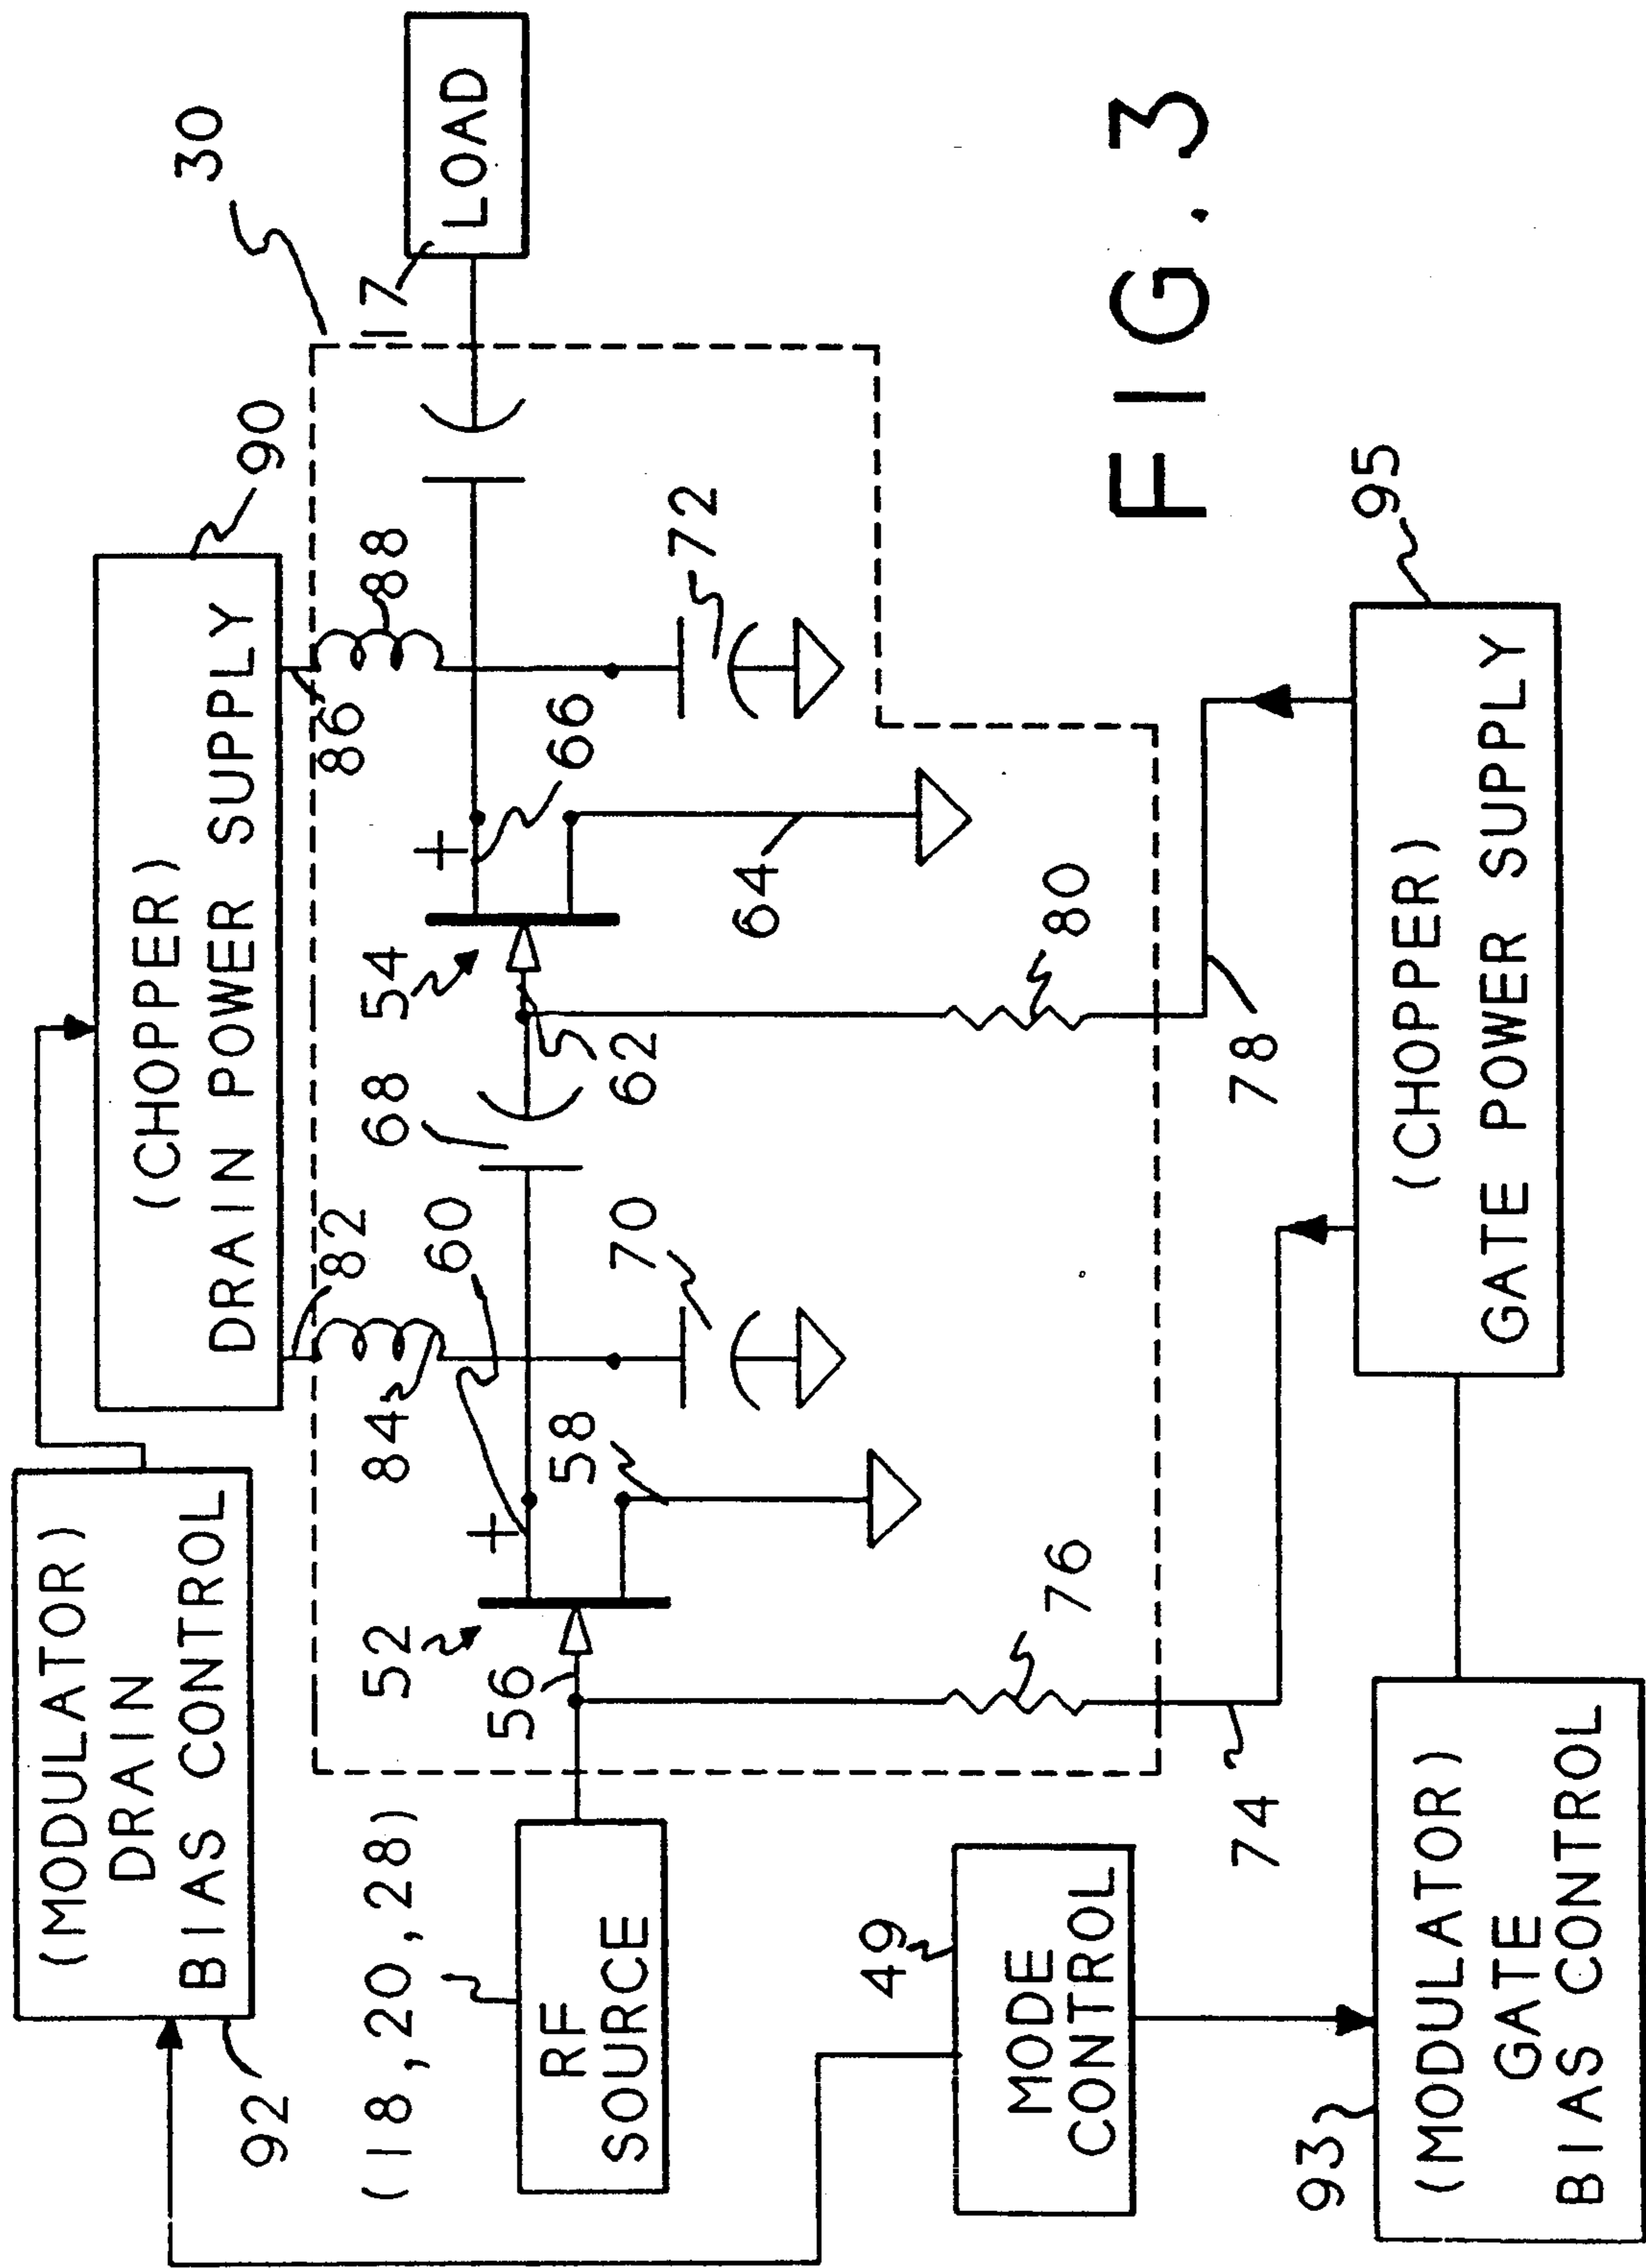 (MODULATOR)
DRAIN
BIAS CONTROL
92
(CHOPPER)
DRAIN POWER SUPPLY
90
30
(18,20,28)
RF
SOURCE
52
56
84
82
60
58
70
68
54
62
86
88
66
64
72
17
LOAD
76
80
49
MODE
CONTROL
74
78
93
(MODULATOR)
GATE
BIAS CONTROL
(CHOPPER)
GATE POWER SUPPLY
95
+
+
FIG.3